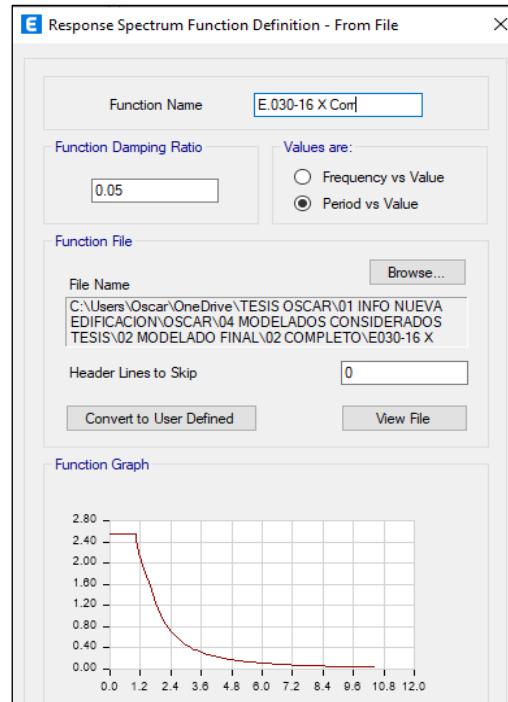 E Response Spectrum Function Definition - From File
Function Name E.030-16 X Corr
Function Damping Ratio
0.05
Values are:
Frequency vs Value
Period vs Value
Function File
Browse...
File Name
C:\Users\Oscar\OneDrive\TESIS OSCAR\01 INFO NUEVA
EDIFICACION\OSCAR\04 MODELADOS CONSIDERADOS
TESIS\02 MODELADO FINAL\02 COMPLETO\E030-16 X
Header Lines to Skip 0
Convert to User Defined View File
Function Graph
2.80
2.40
2.00
1.60
1.20
0.80
0.40
0.00
0.0 1.2 2.4 3.6 4.8 6.0 7.2 8.4 9.6 10.8 12.0